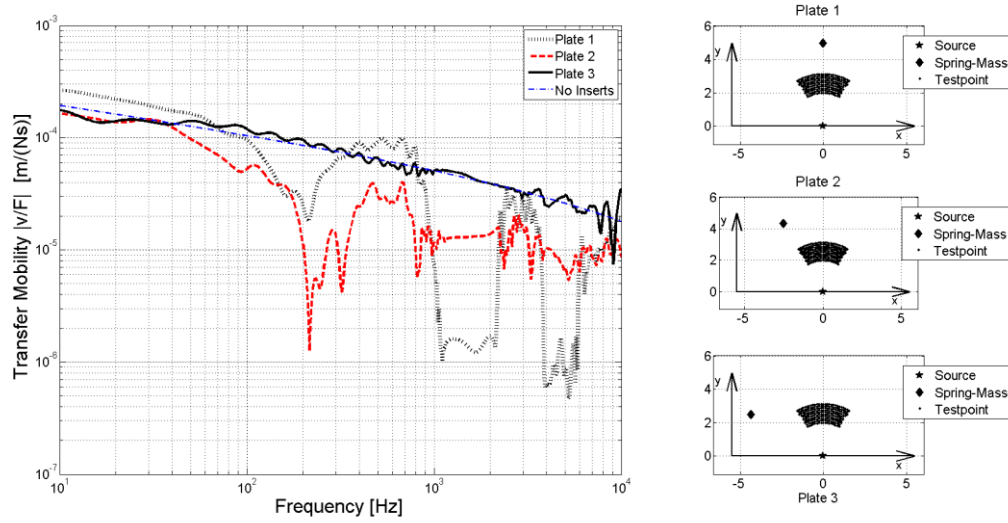 10^-3
10^-4
10^-5
10^-6
10^-7
Transfer Mobility |v/F| [m/(Ns)]
10^1
10^2
10^3
10^4
Frequency [Hz]
Plate 1
Plate 2
Plate 3
No Inserts
Plate 1
6
4
2
0
-5
0
5
y
x
Source
Spring-Mass
Testpoint
Plate 2
6
4
2
0
-5
0
5
y
x
Source
Spring-Mass
Testpoint
6
4
2
0
-5
0
5
y
x
Source
Spring-Mass
Testpoint
Plate 3